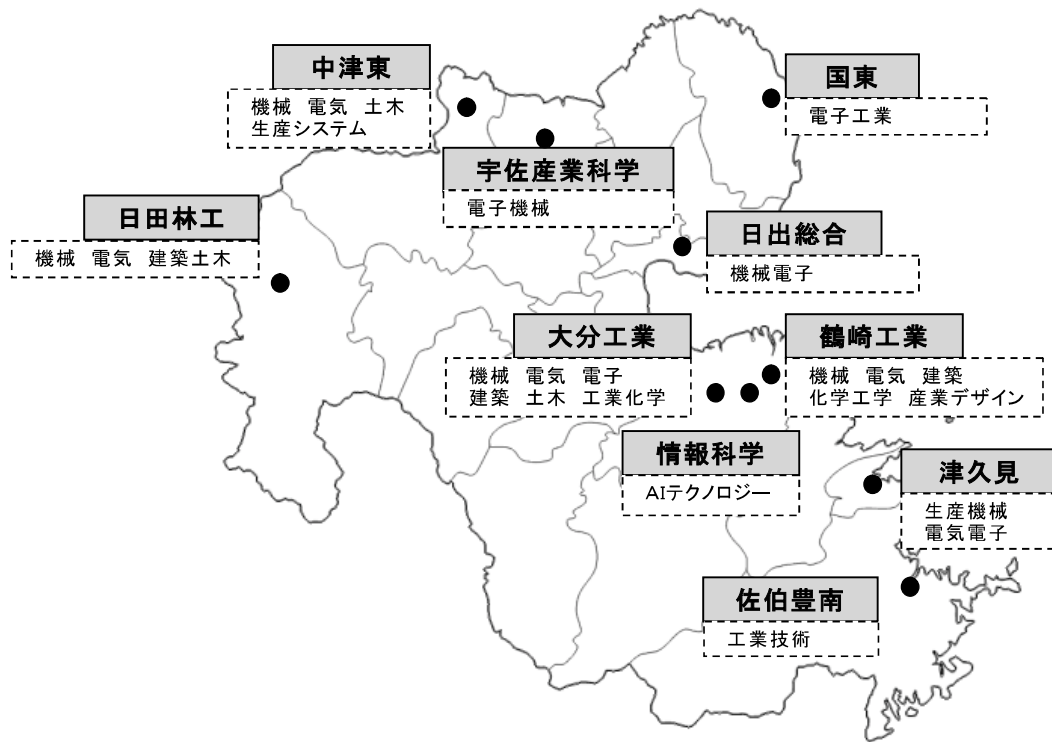 中津東
機械 電気 土木
生産システム
国東
電子工業
宇佐産業科学
電子機械
日田林工
機械 電気 建築土木
日出総合
機械電子
大分工業
機械 電気 電子
建築 土木 工業化学
鶴崎工業
機械 電気 建築
化学工学 産業デザイン
情報科学
AIテクノロジー
津久見
生産機械
電気電子
佐伯豊南
工業技術